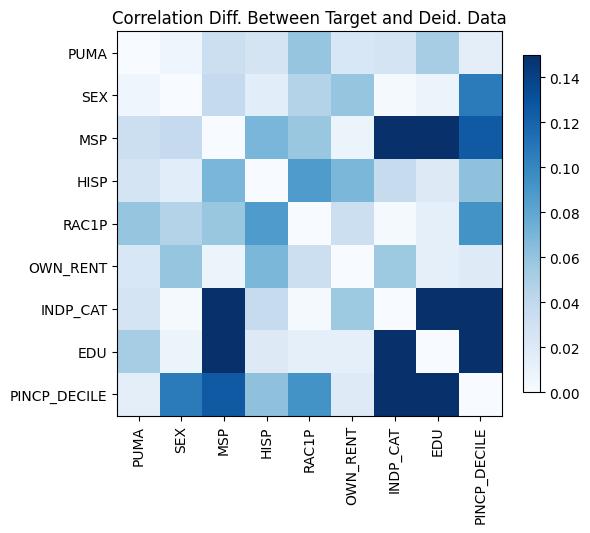 Correlation Diff. Between Target and Deid. Data
PUMA
SEX
MSP
HISP
RAC1P
OWN_RENT
INDP_CAT
EDU
PINCP_DECILE
PUMA
SEX
MSP
HISP
RAC1P
OWN_RENT
INDP_CAT
EDU
PINCP_DECILE
0.14
0.12
0.10
0.08
0.06
0.04
0.02
0.00